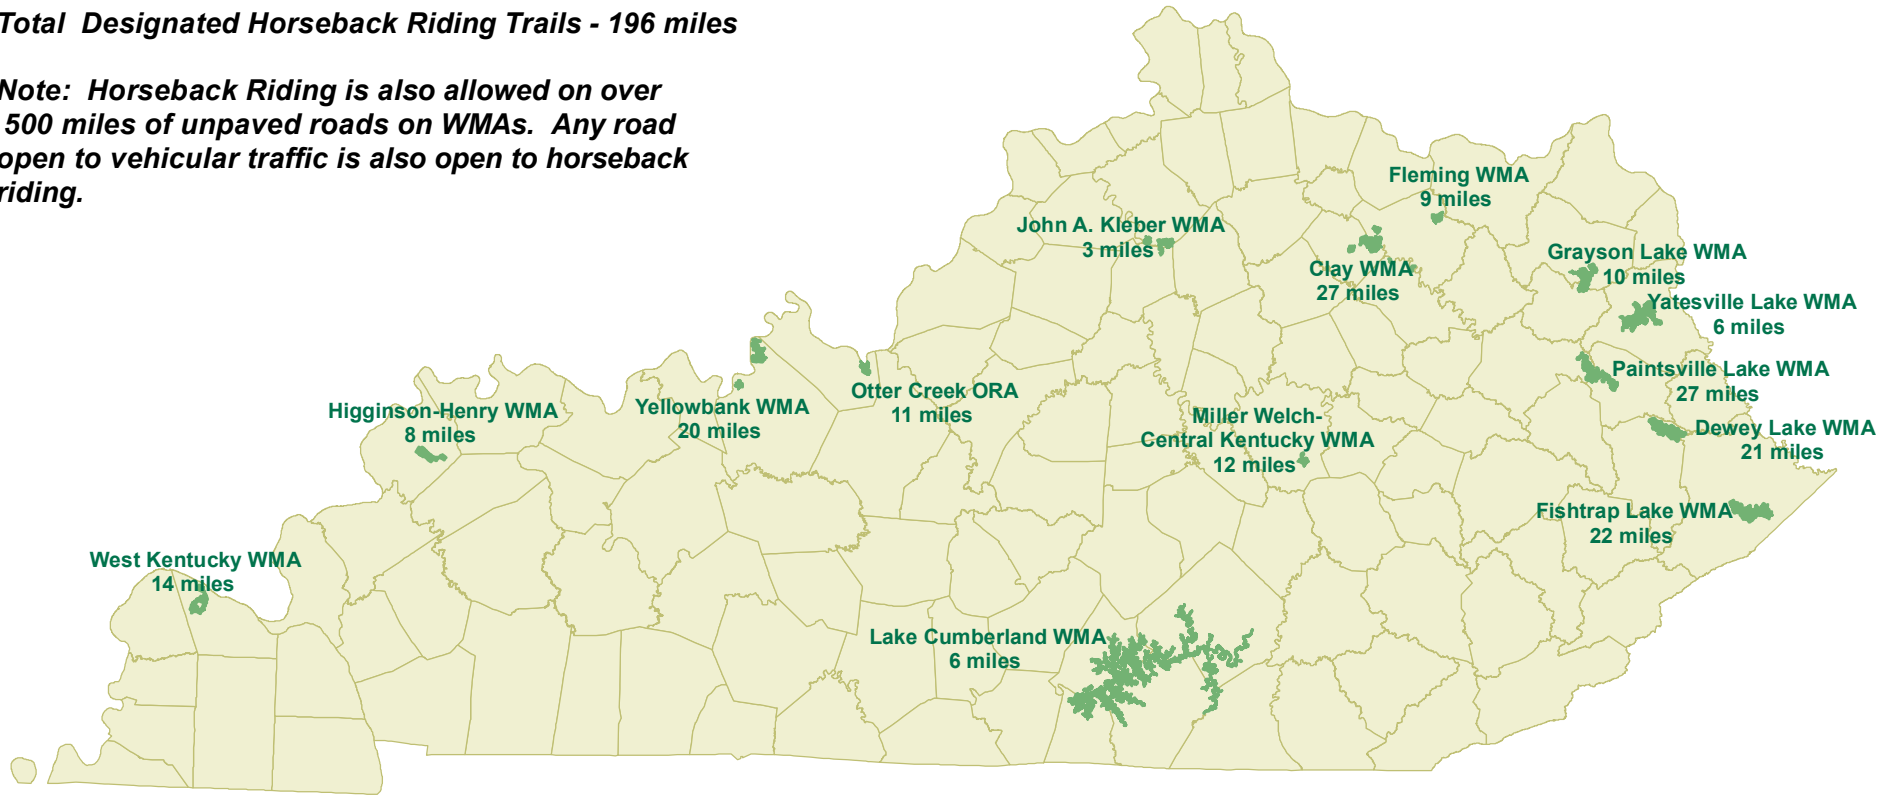 Total Designated Horseback Riding Trails - 196 miles
Note: Horseback Riding is also allowed on over
500 miles of unpaved roads on WMAs. Any road
open to vehicular traffic is also open to horseback
riding.
Fleming WMA
9 miles
John A. Kleber WMA
3 miles
Clay WMA
27 miles
Grayson Lake WMA
10 miles
Yatesville Lake WMA
6 miles
Paintsville Lake WMA
27 miles
Otter Creek ORA
11 miles
Yellowbank WMA
20 miles
Higginson-Henry WMA
8 miles
Miller Welch-
Central Kentucky WMA
12 miles
Dewey Lake WMA
21 miles
Fishtrap Lake WMA
22 miles
West Kentucky WMA
14 miles
Lake Cumberland WMA
6 miles